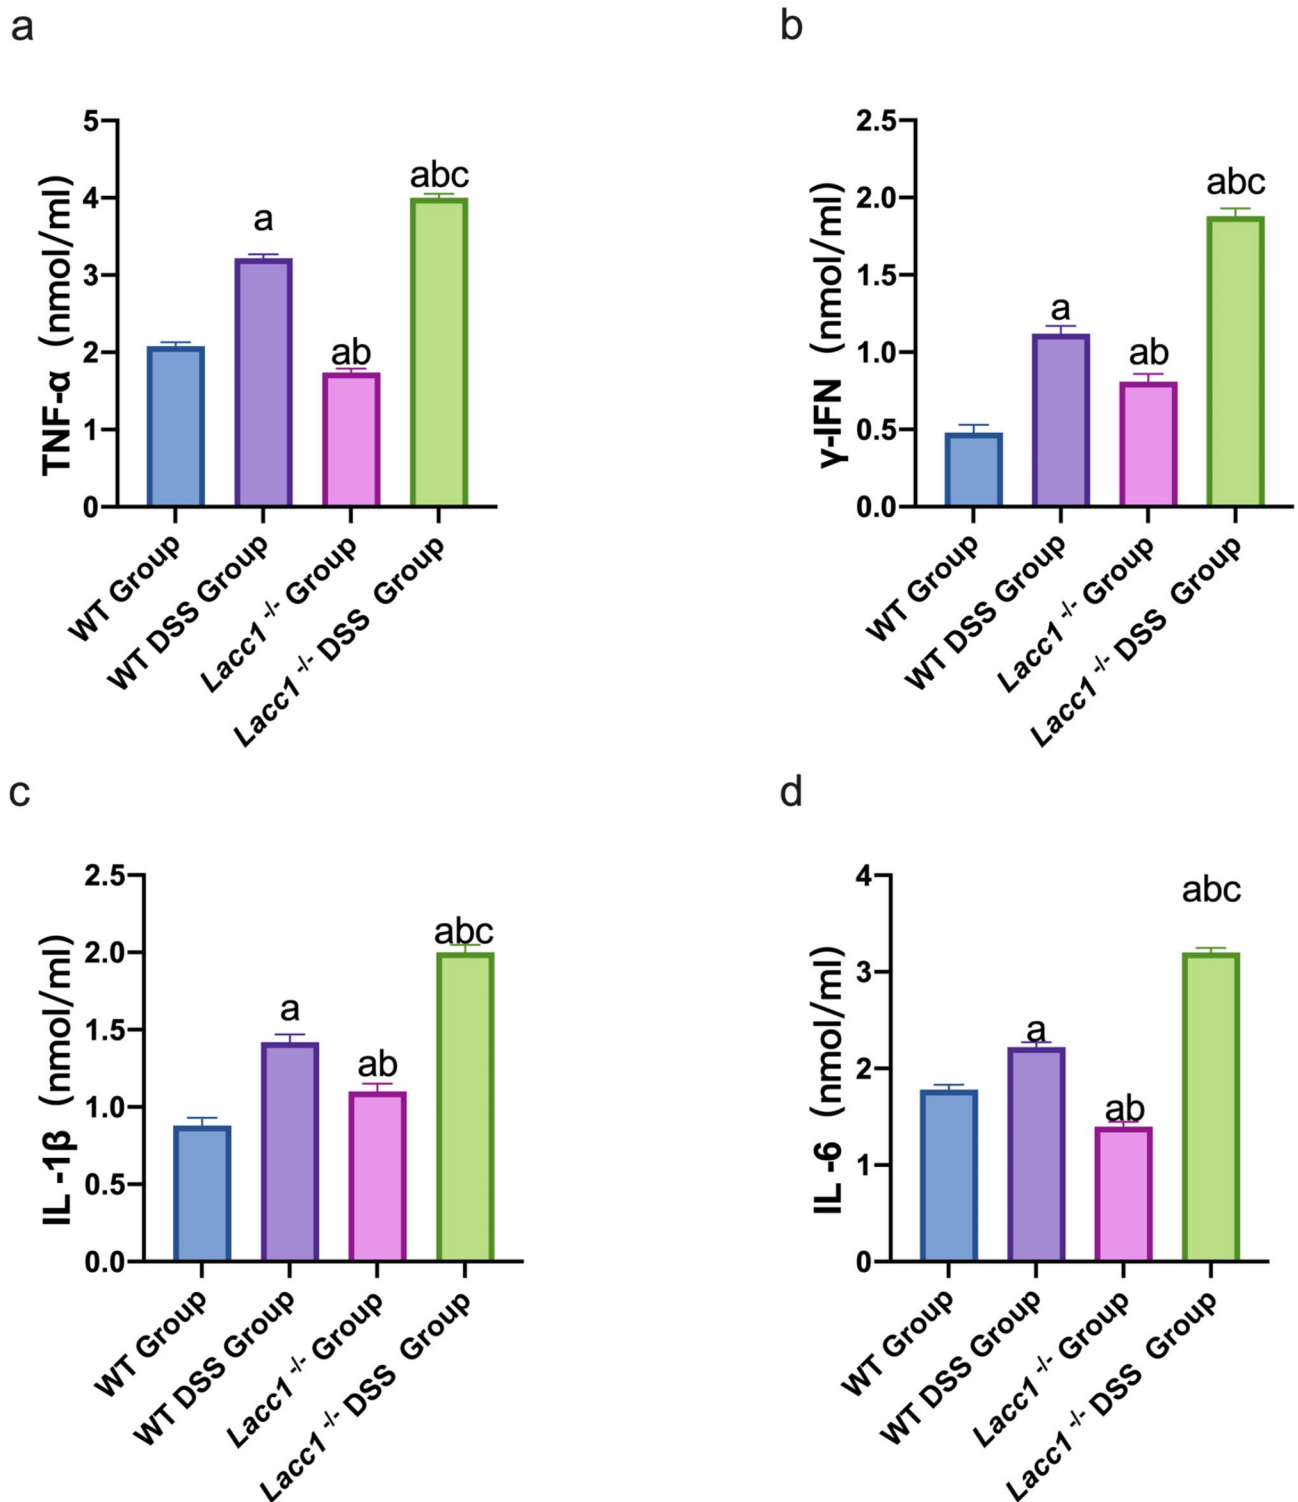 a
TNF-α (nmol/ml)
5
4
3
2
1
0
a
ab
abc
WT Group
WT DSS Group
Lacc1 -/- Group
Lacc1 -/- DSS Group
b
γ-IFN (nmol/ml)
2.5
2.0
1.5
1.0
0.5
0.0
a
ab
abc
WT Group
WT DSS Group
Lacc1 -/- Group
Lacc1 -/- DSS Group
c
IL-1β (nmol/ml)
2.5
2.0
1.5
1.0
0.5
0.0
a
ab
abc
WT Group
WT DSS Group
Lacc1 -/- Group
Lacc1 -/- DSS Group
d
IL-6 (nmol/ml)
4
3
2
1
0
a
ab
abc
WT Group
WT DSS Group
Lacc1 -/- Group
Lacc1 -/- DSS Group